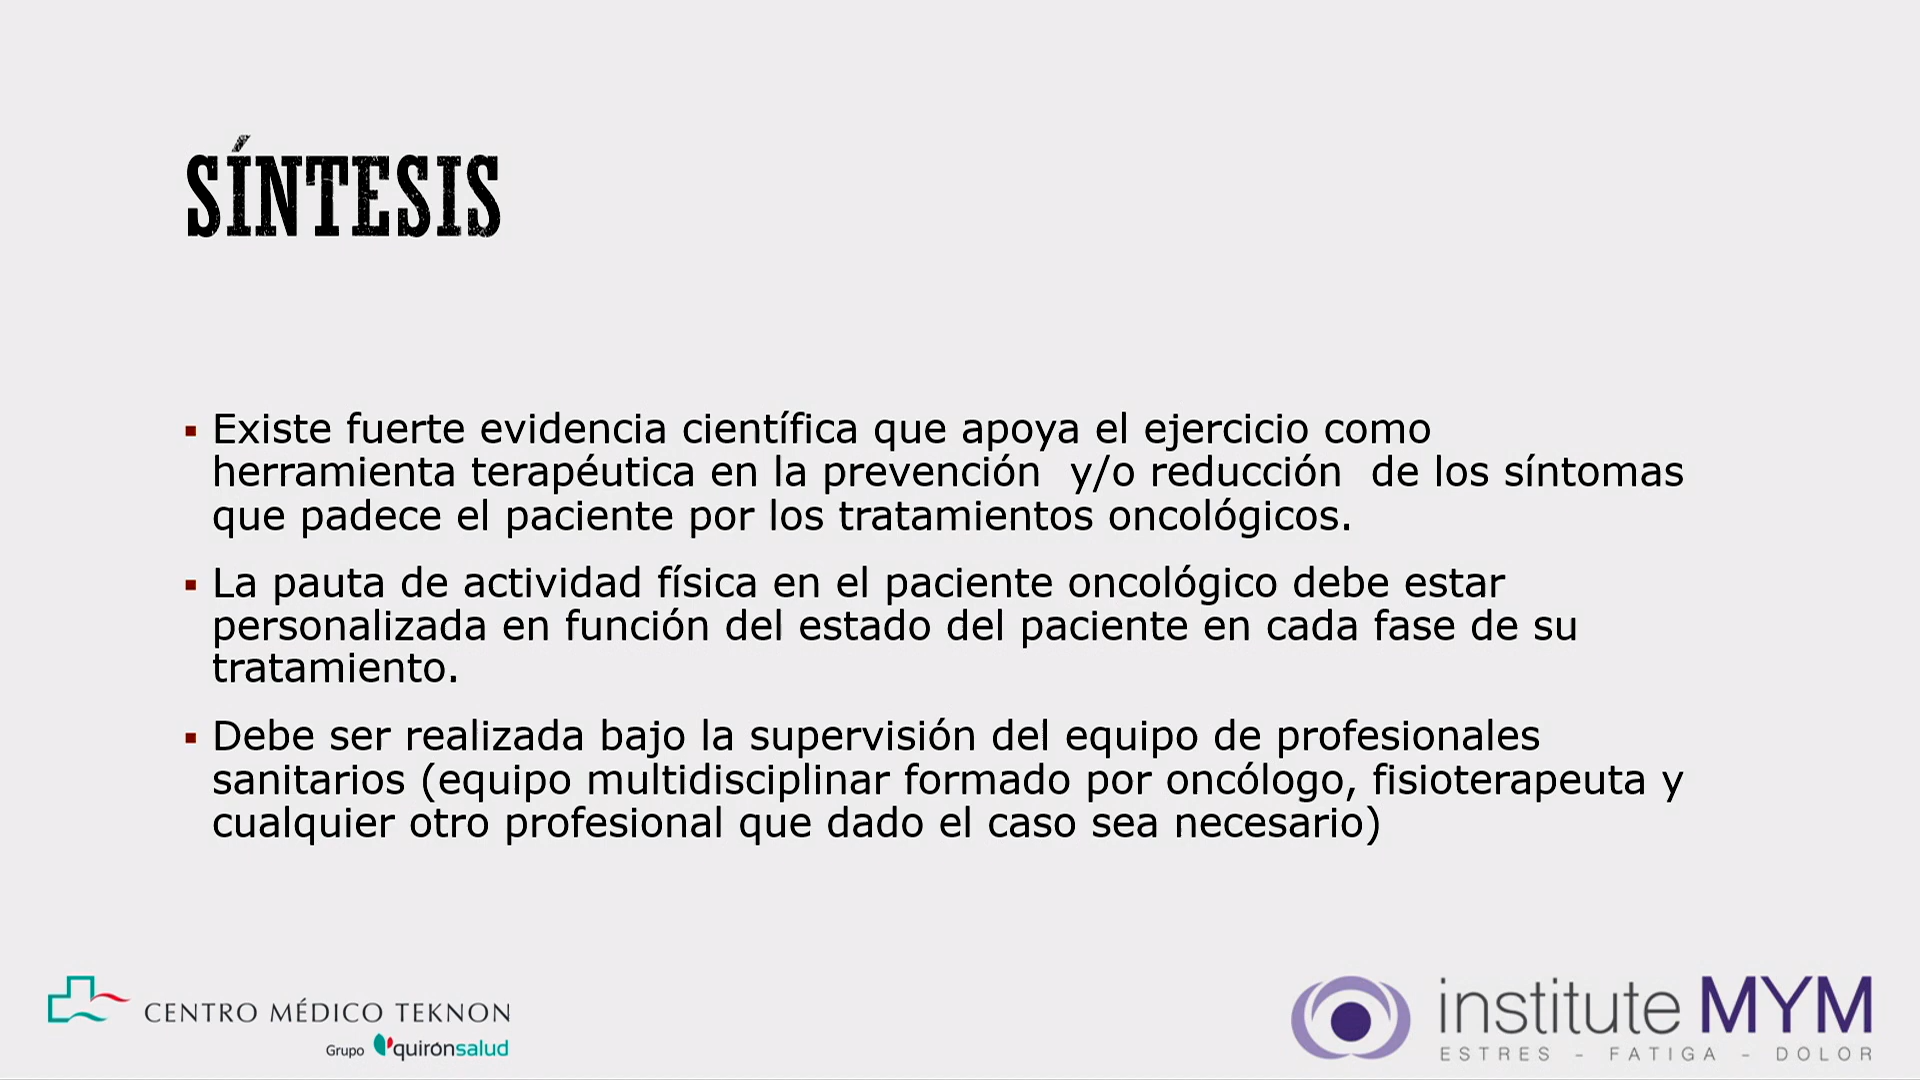 SÍNTESIS
▪ Existe fuerte evidencia científica que apoya el ejercicio como
herramienta terapéutica en la prevención  y/o reducción  de los síntomas
que padece el paciente por los tratamientos oncológicos.
▪ La pauta de actividad física en el paciente oncológico debe estar
personalizada en función del estado del paciente en cada fase de su
tratamiento.
▪ Debe ser realizada bajo la supervisión del equipo de profesionales
sanitarios (equipo multidisciplinar formado por oncólogo, fisioterapeuta y
cualquier otro profesional que dado el caso sea necesario)
CENTRO MÉDICO TEKNON
Grupo quirónsalud
institute MYM
ESTRES - FATIGA - DOLOR